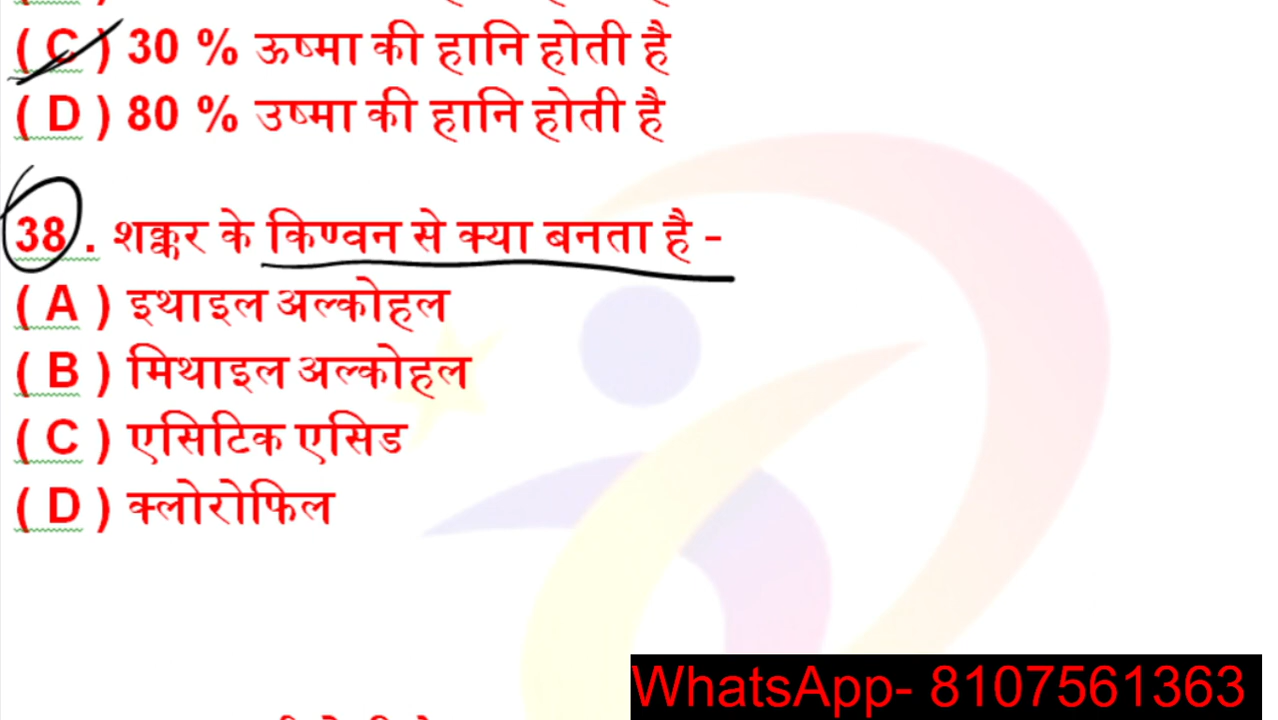 ( C ) 30 % ऊष्मा की हानि होती है
( D ) 80 % उष्मा की हानि होती है
38 . शक्कर के किण्वन से क्या बनता है -
( A ) इथाइल अल्कोहल
( B ) मिथाइल अल्कोहल
( C ) एसिटिक एसिड
( D ) क्लोरोफिल
WhatsApp- 8107561363